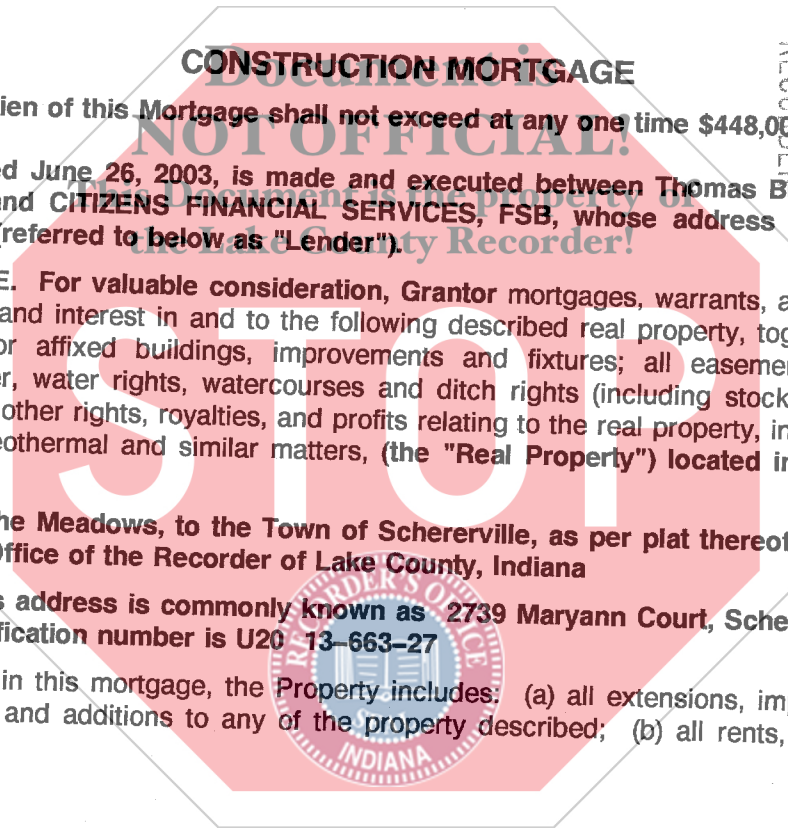 CONSTRUCTION MORTGAGE
Document is
ien of this Mortgage shall not exceed at any one time $448,00
NOT OFFICIAL!
ed June 26, 2003, is made and executed between Thomas B
This Document is the property of
and CITIZENS FINANCIAL SERVICES, FSB, whose address
(referred to below as "Lender").
the Lake County Recorder!
E. For valuable consideration, Grantor mortgages, warrants, a
and interest in and to the following described real property, tog
or affixed buildings, improvements and fixtures; all easeme
er, water rights, watercourses and ditch rights (including stock
other rights, royalties, and profits relating to the real property, in
eothermal and similar matters, (the "Real Property") located in
STOP
he Meadows, to the Town of Schererville, as per plat thereof
Office of the Recorder of Lake County, Indiana
s address is commonly known as 2739 Maryann Court, Sche
fication number is U20 13-663-27
RECORDER'S OFFICE
in this mortgage, the Property includes: (a) all extensions, im
and additions to any of the property described; (b) all rents,
INDIANA